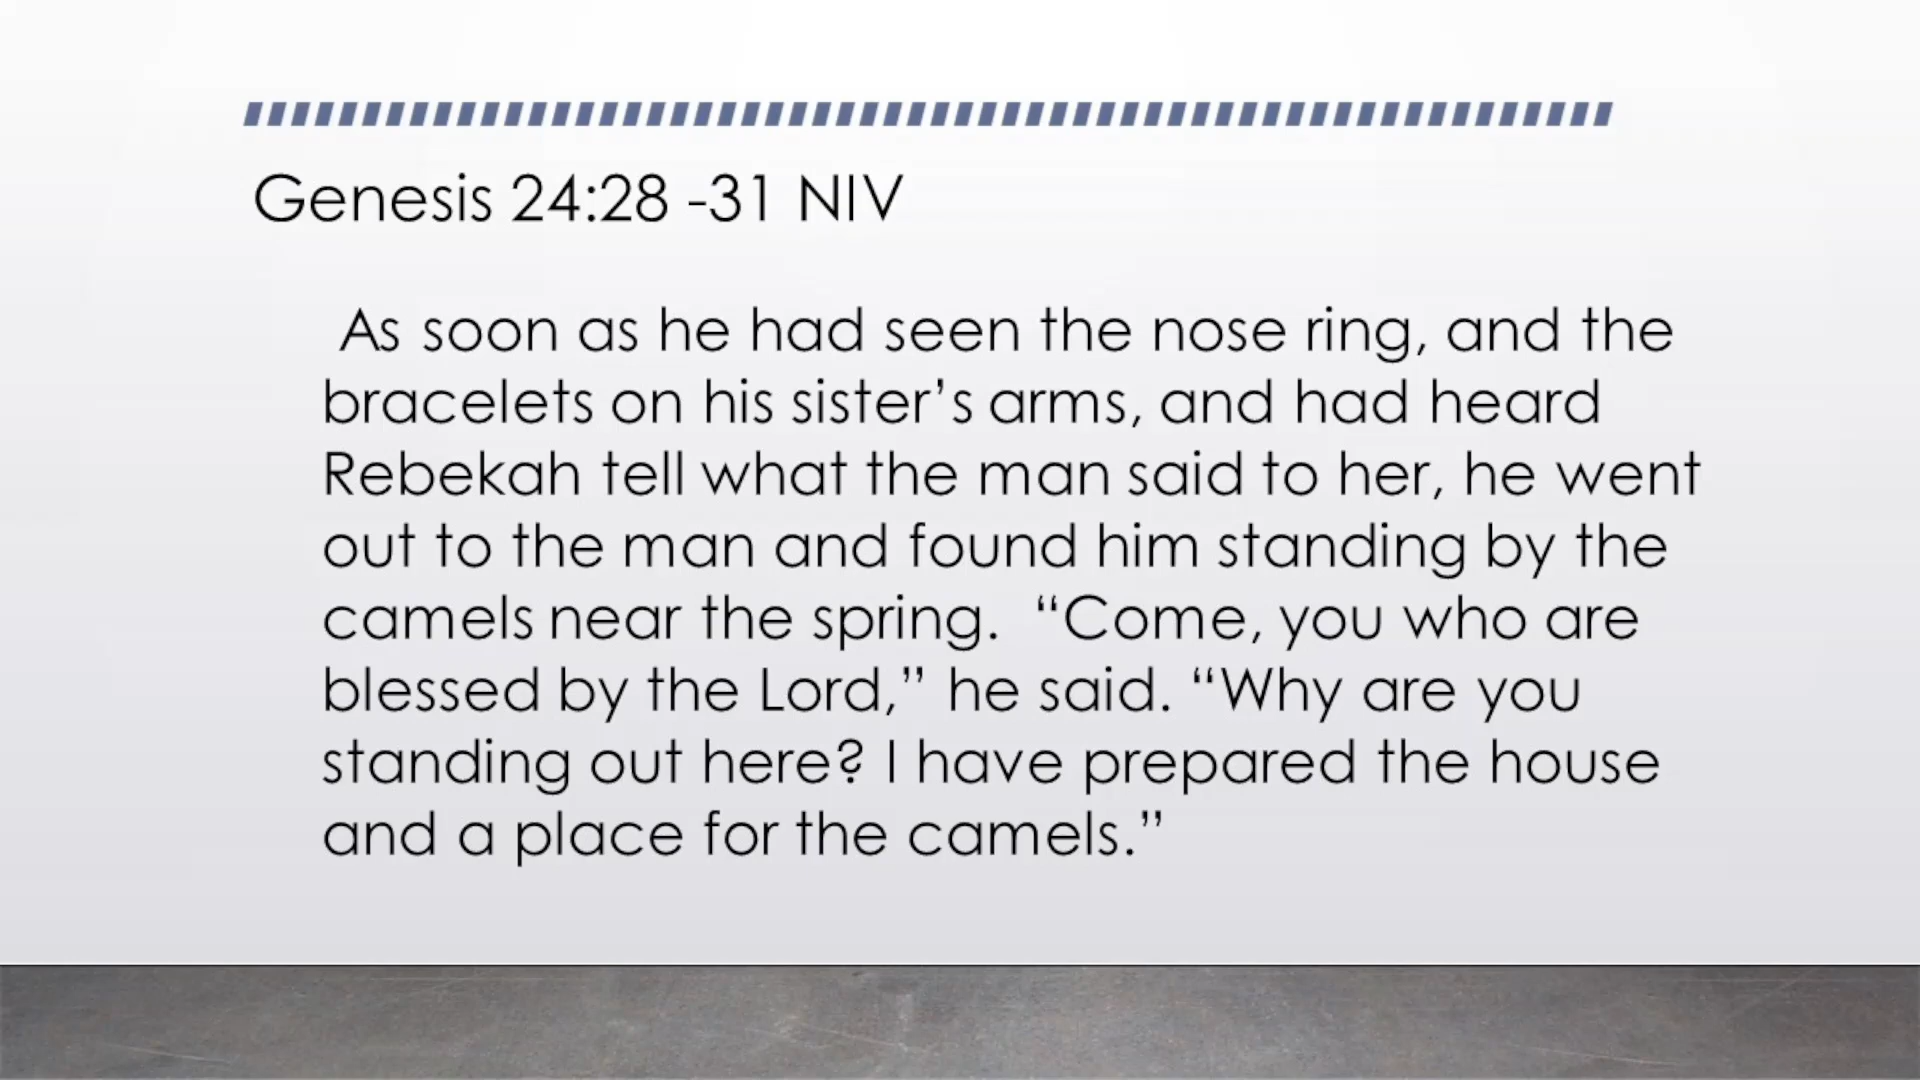 Genesis 24:28 -31 NIV
As soon as he had seen the nose ring, and the
bracelets on his sister’s arms, and had heard
Rebekah tell what the man said to her, he went
out to the man and found him standing by the
camels near the spring.  “Come, you who are
blessed by the Lord,” he said. “Why are you
standing out here? I have prepared the house
and a place for the camels.”